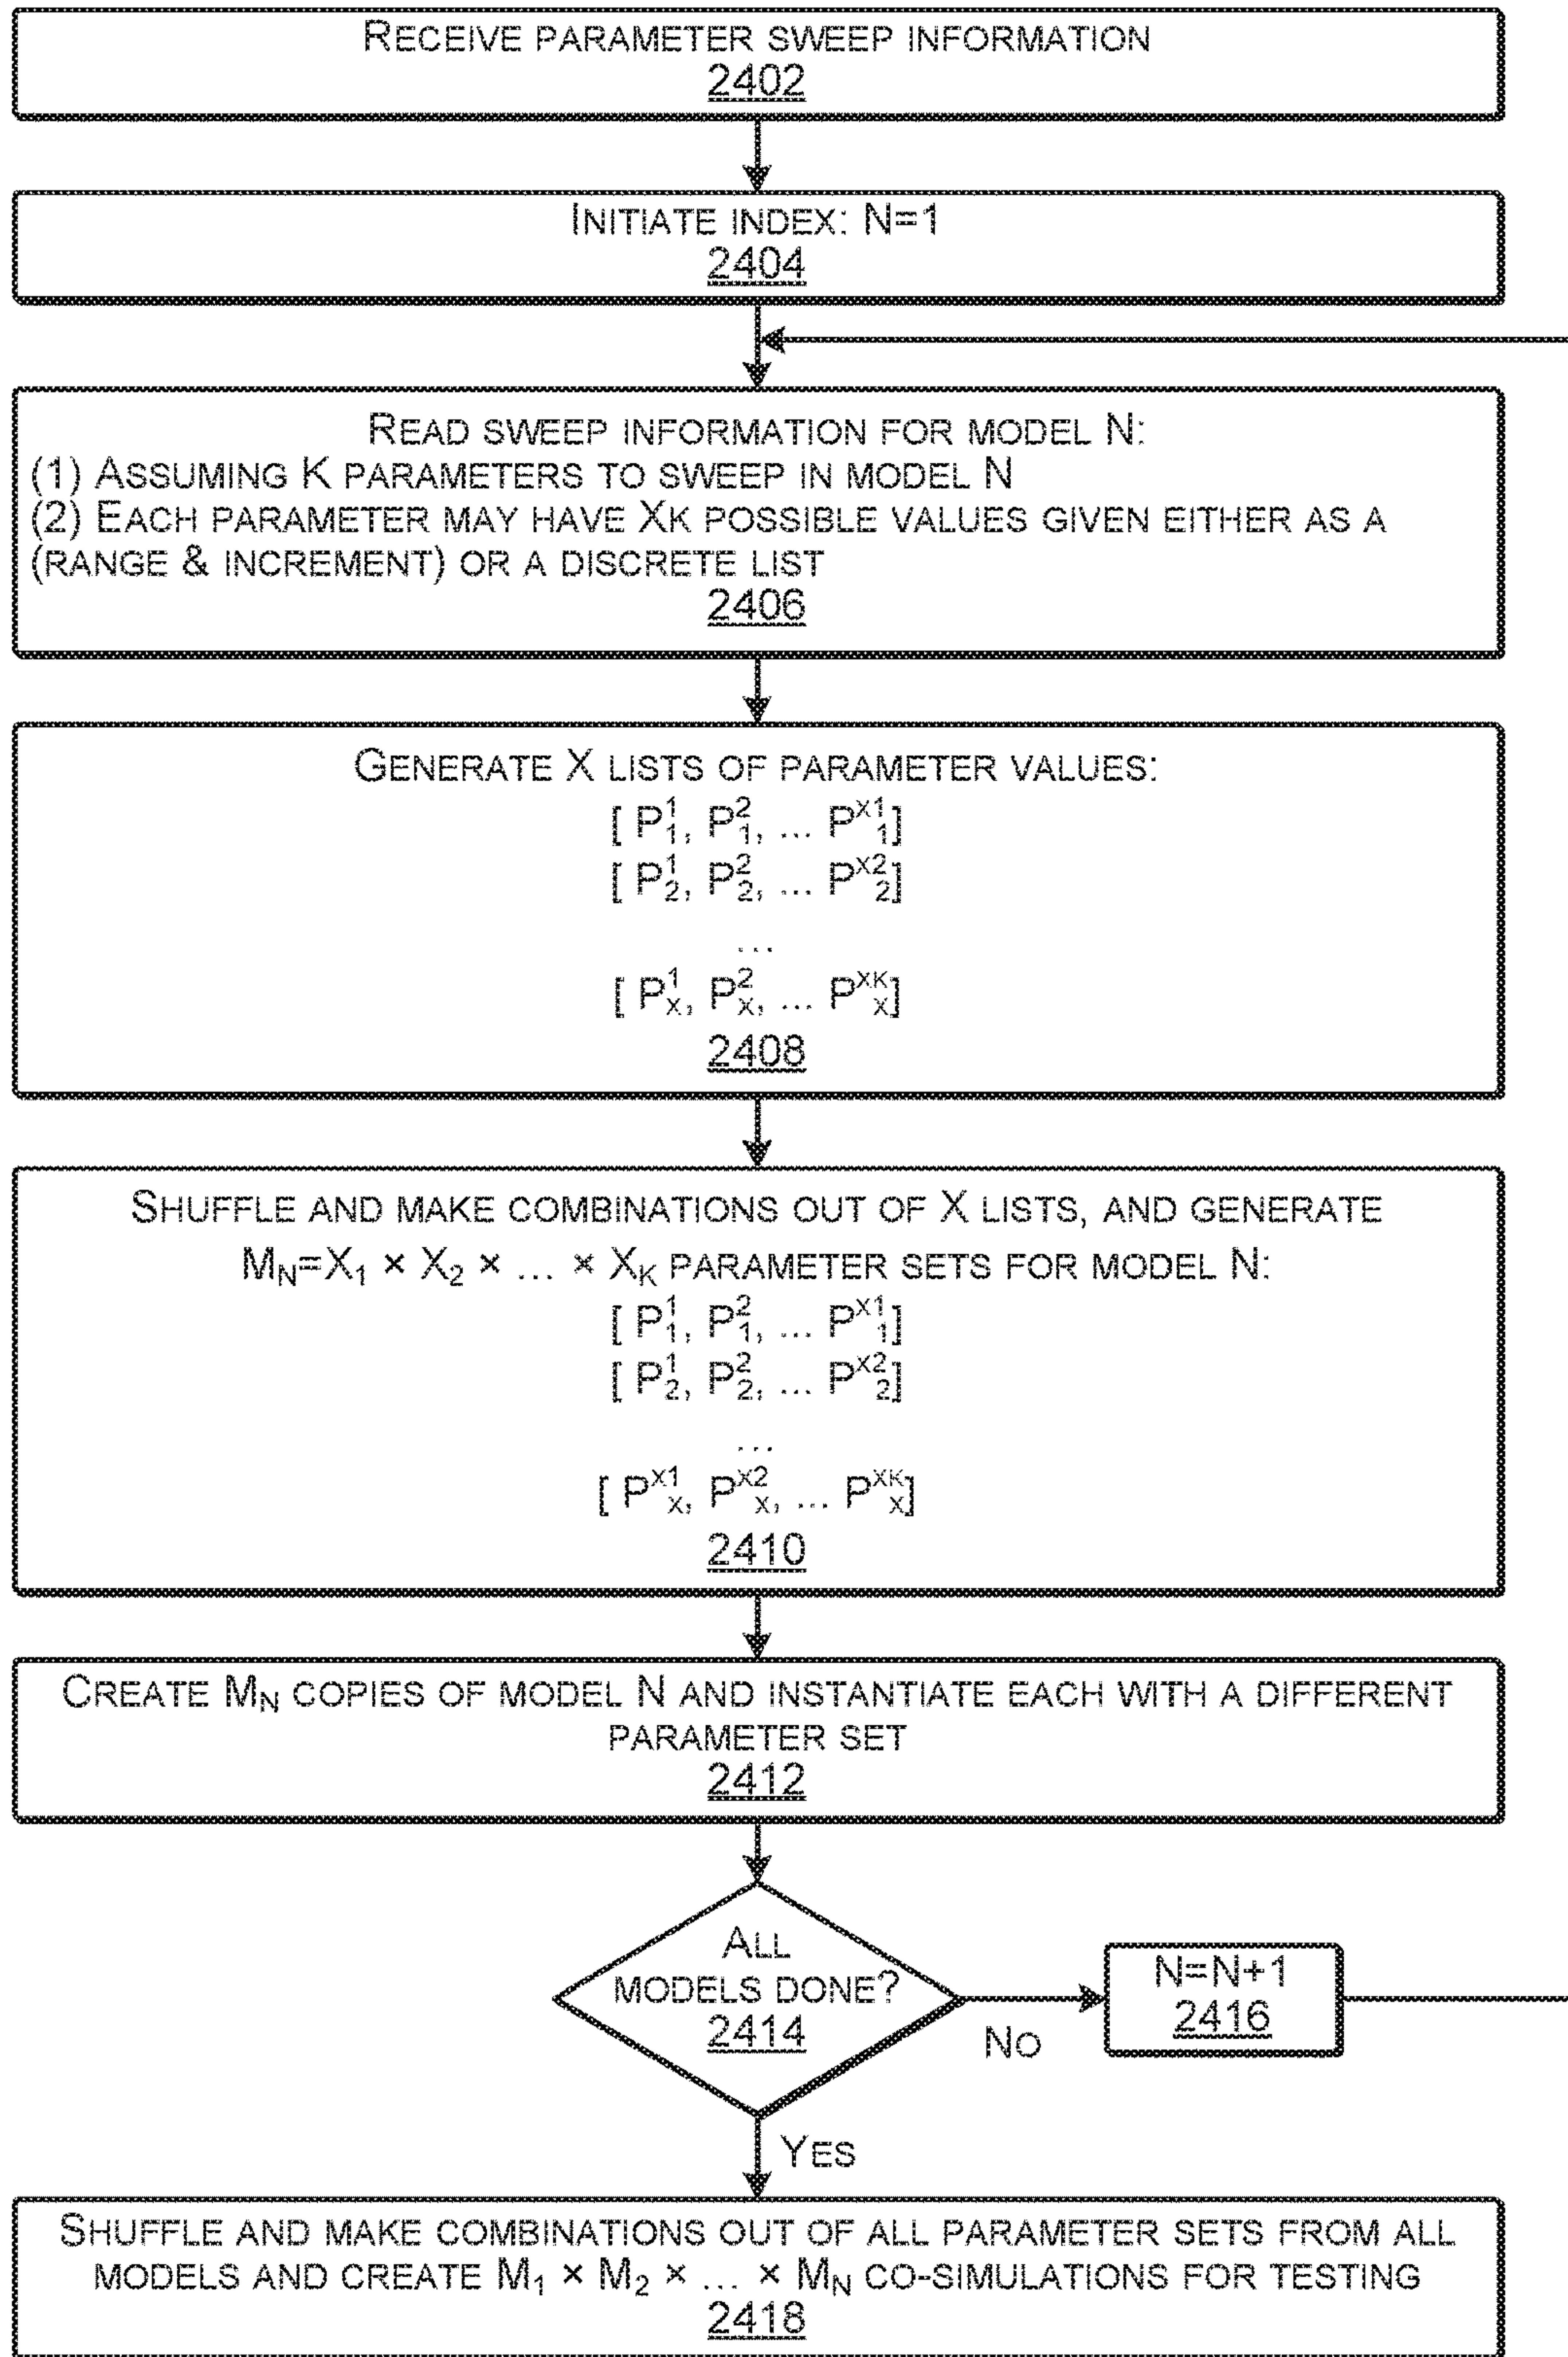 RECEIVE PARAMETER SWEEP INFORMATION
2402
INITIATE INDEX: N=1
2404
READ SWEEP INFORMATION FOR MODEL N:
(1) ASSUMING K PARAMETERS TO SWEEP IN MODEL N
(2) EACH PARAMETER MAY HAVE XK POSSIBLE VALUES GIVEN EITHER AS A
(RANGE & INCREMENT) OR A DISCRETE LIST
2406
GENERATE X LISTS OF PARAMETER VALUES:
[ P₁¹, P₁², ... Pˣ¹₁]
[ P₂¹, P₂², ... Pˣ²₂]
...
[ Pₓ¹, Pₓ², ... Pˣᴷₓ]
2408
SHUFFLE AND MAKE COMBINATIONS OUT OF X LISTS, AND GENERATE
M_N=X₁ × X₂ × ... × X_K PARAMETER SETS FOR MODEL N:
[ P₁¹, P₁², ... Pˣ¹₁]
[ P₂¹, P₂², ... Pˣ²₂]
...
[ Pˣ¹ₓ, Pˣ²ₓ, ... Pˣᴷₓ]
2410
CREATE M_N COPIES OF MODEL N AND INSTANTIATE EACH WITH A DIFFERENT
PARAMETER SET
2412
ALL
MODELS DONE?
2414
NO
N=N+1
2416
YES
SHUFFLE AND MAKE COMBINATIONS OUT OF ALL PARAMETER SETS FROM ALL
MODELS AND CREATE M₁ × M₂ × ... × M_N CO-SIMULATIONS FOR TESTING
2418